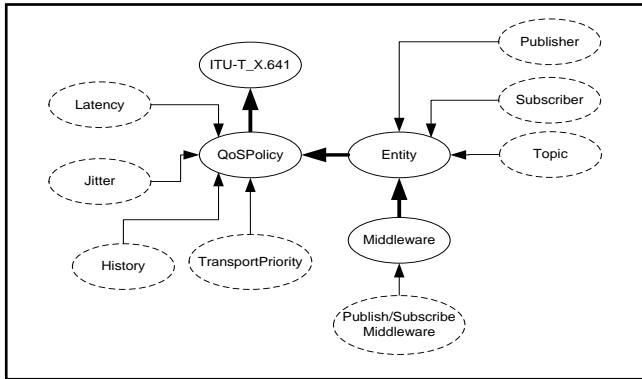 Publisher
ITU-T_X.641
Latency
Subscriber
QoSPolicy
Entity
Topic
Jitter
Middleware
History
TransportPriority
Publish/Subscribe
Middleware